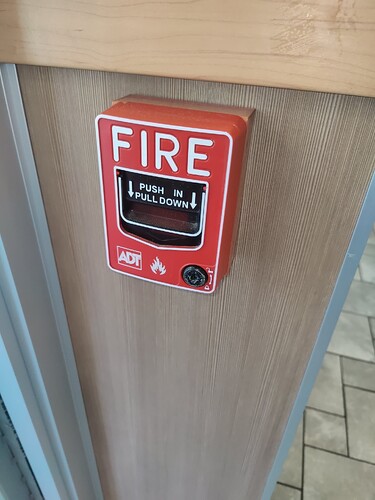 FIRE
PUSH IN
PULL DOWN
ADT